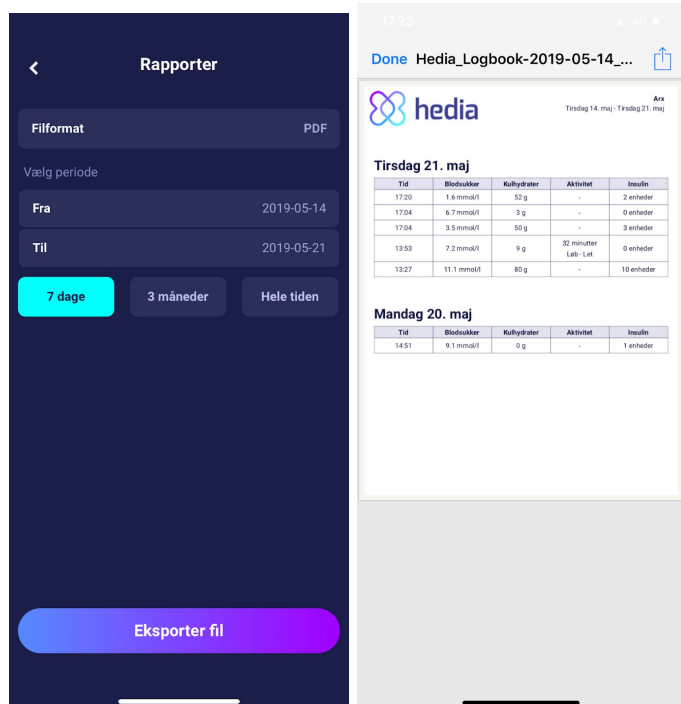 Rapporter
Filformat PDF
Vælg periode
Fra 2019-05-14
Til 2019-05-21
7 dage 3 måneder Hele tiden
Eksporter fil
17.23 4G
Done Hedia_Logbook-2019-05-14_...
hedia
Arx
Tirsdag 14. maj - Tirsdag 21. maj
Tirsdag 21. maj
Tid Blodsukker Kulhydrater Aktivitet Insulin
17:20 1.6 mmol/l 52 g - 2 enheder
17:04 6.7 mmol/l 3 g - 0 enheder
17:04 3.5 mmol/l 50 g - 3 enheder
13:53 7.2 mmol/l 9 g 32 minutter 0 enheder
Løb - Let
13:27 11.1 mmol/l 80 g - 10 enheder
Mandag 20. maj
Tid Blodsukker Kulhydrater Aktivitet Insulin
14:51 9.1 mmol/l 0 g - 1 enheder